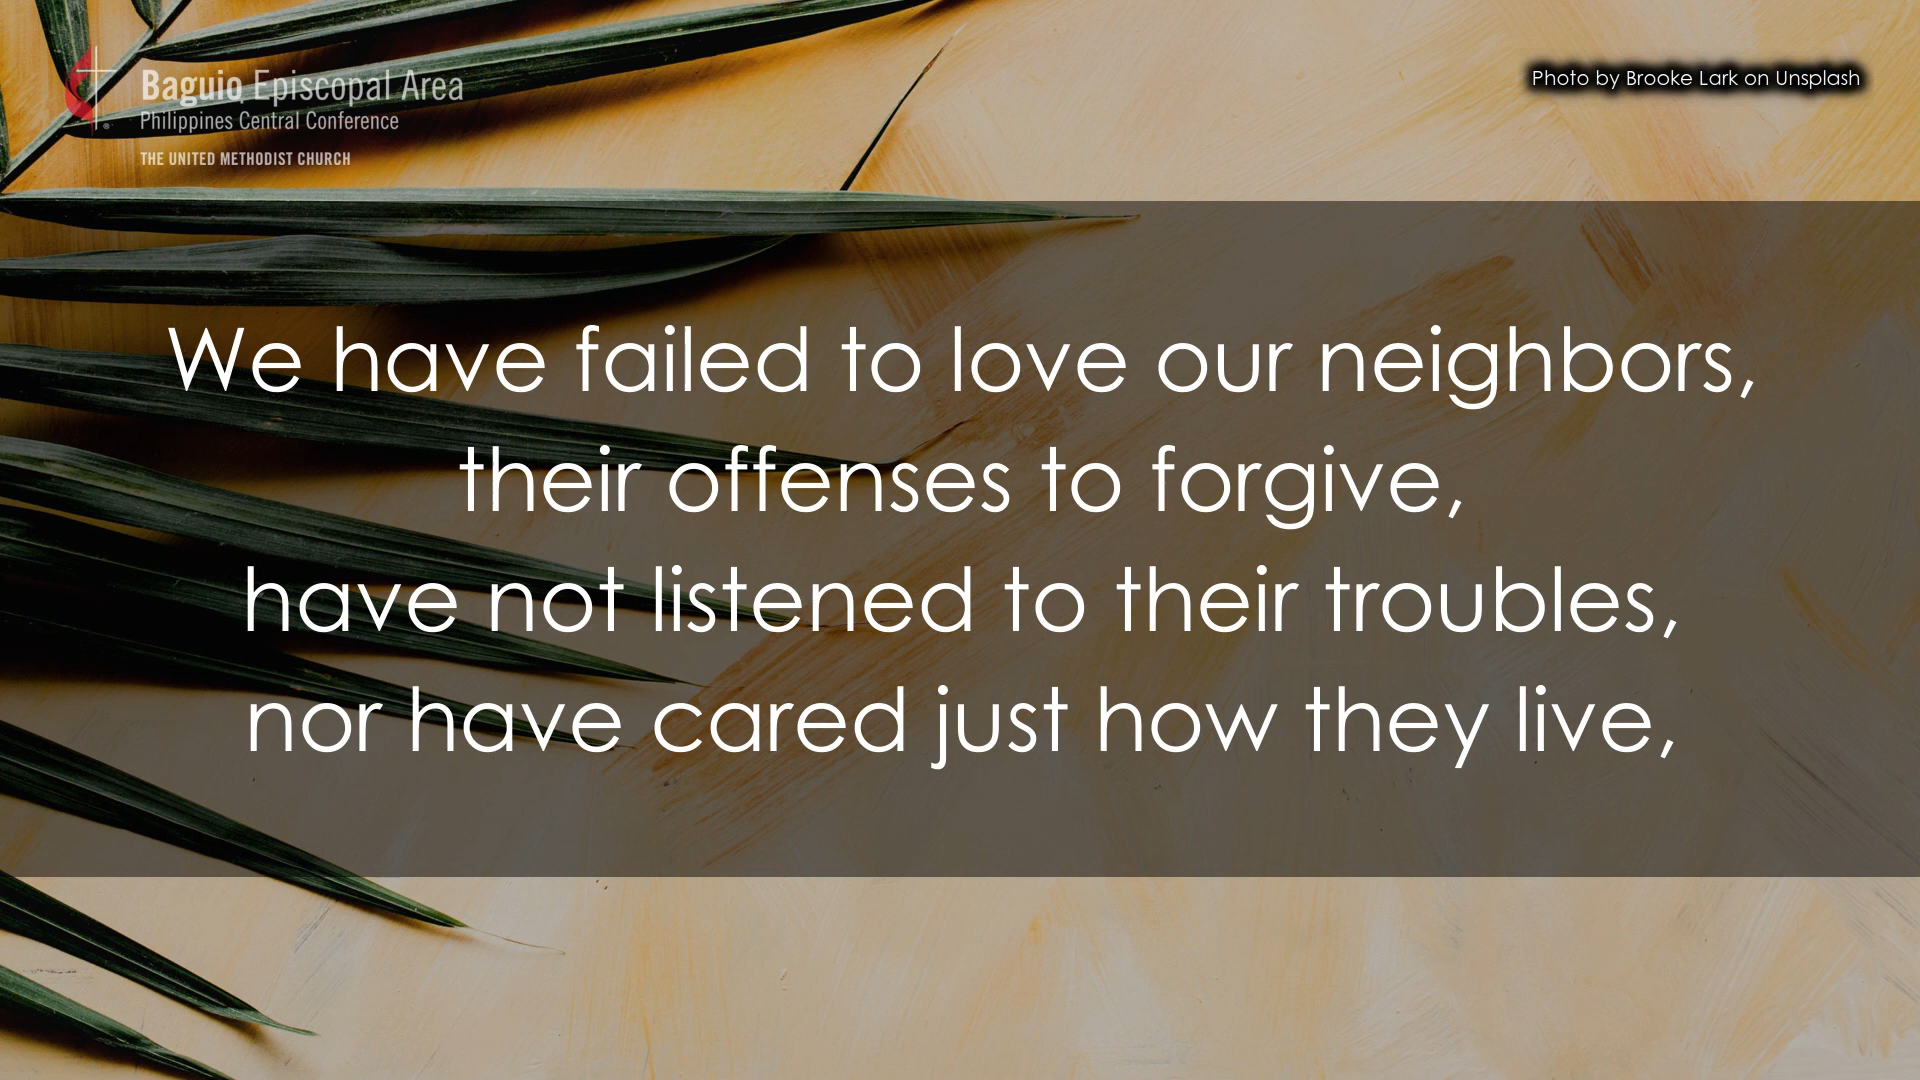 Baguio Episcopal Area
Philippines Central Conference
THE UNITED METHODIST CHURCH
Photo by Brooke Lark on Unsplash
We have failed to love our neighbors,
their offenses to forgive,
have not listened to their troubles,
nor have cared just how they live,